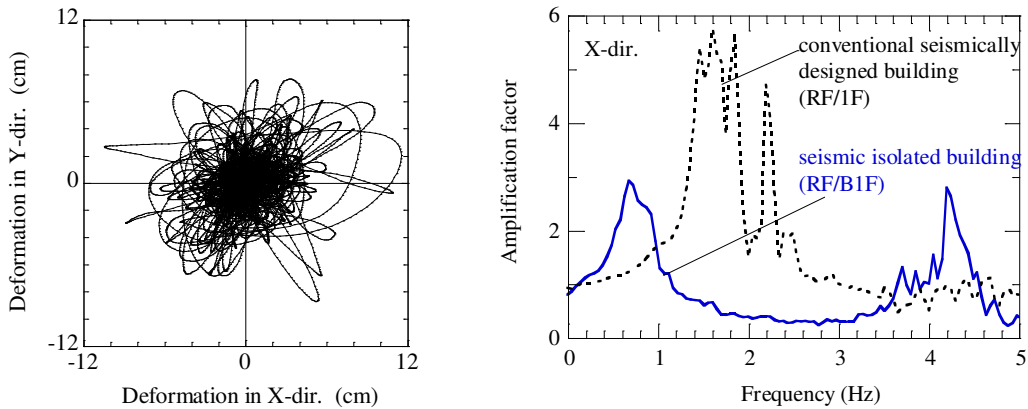 12
Deformation in Y-dir. (cm)
0
-12
-12
0
12
Deformation in X-dir. (cm)
6
X-dir.
conventional seismically
designed building
(RF/1F)
4
Amplification factor
seismic isolated building
(RF/B1F)
2
0
0
1
2
3
4
5
Frequency (Hz)